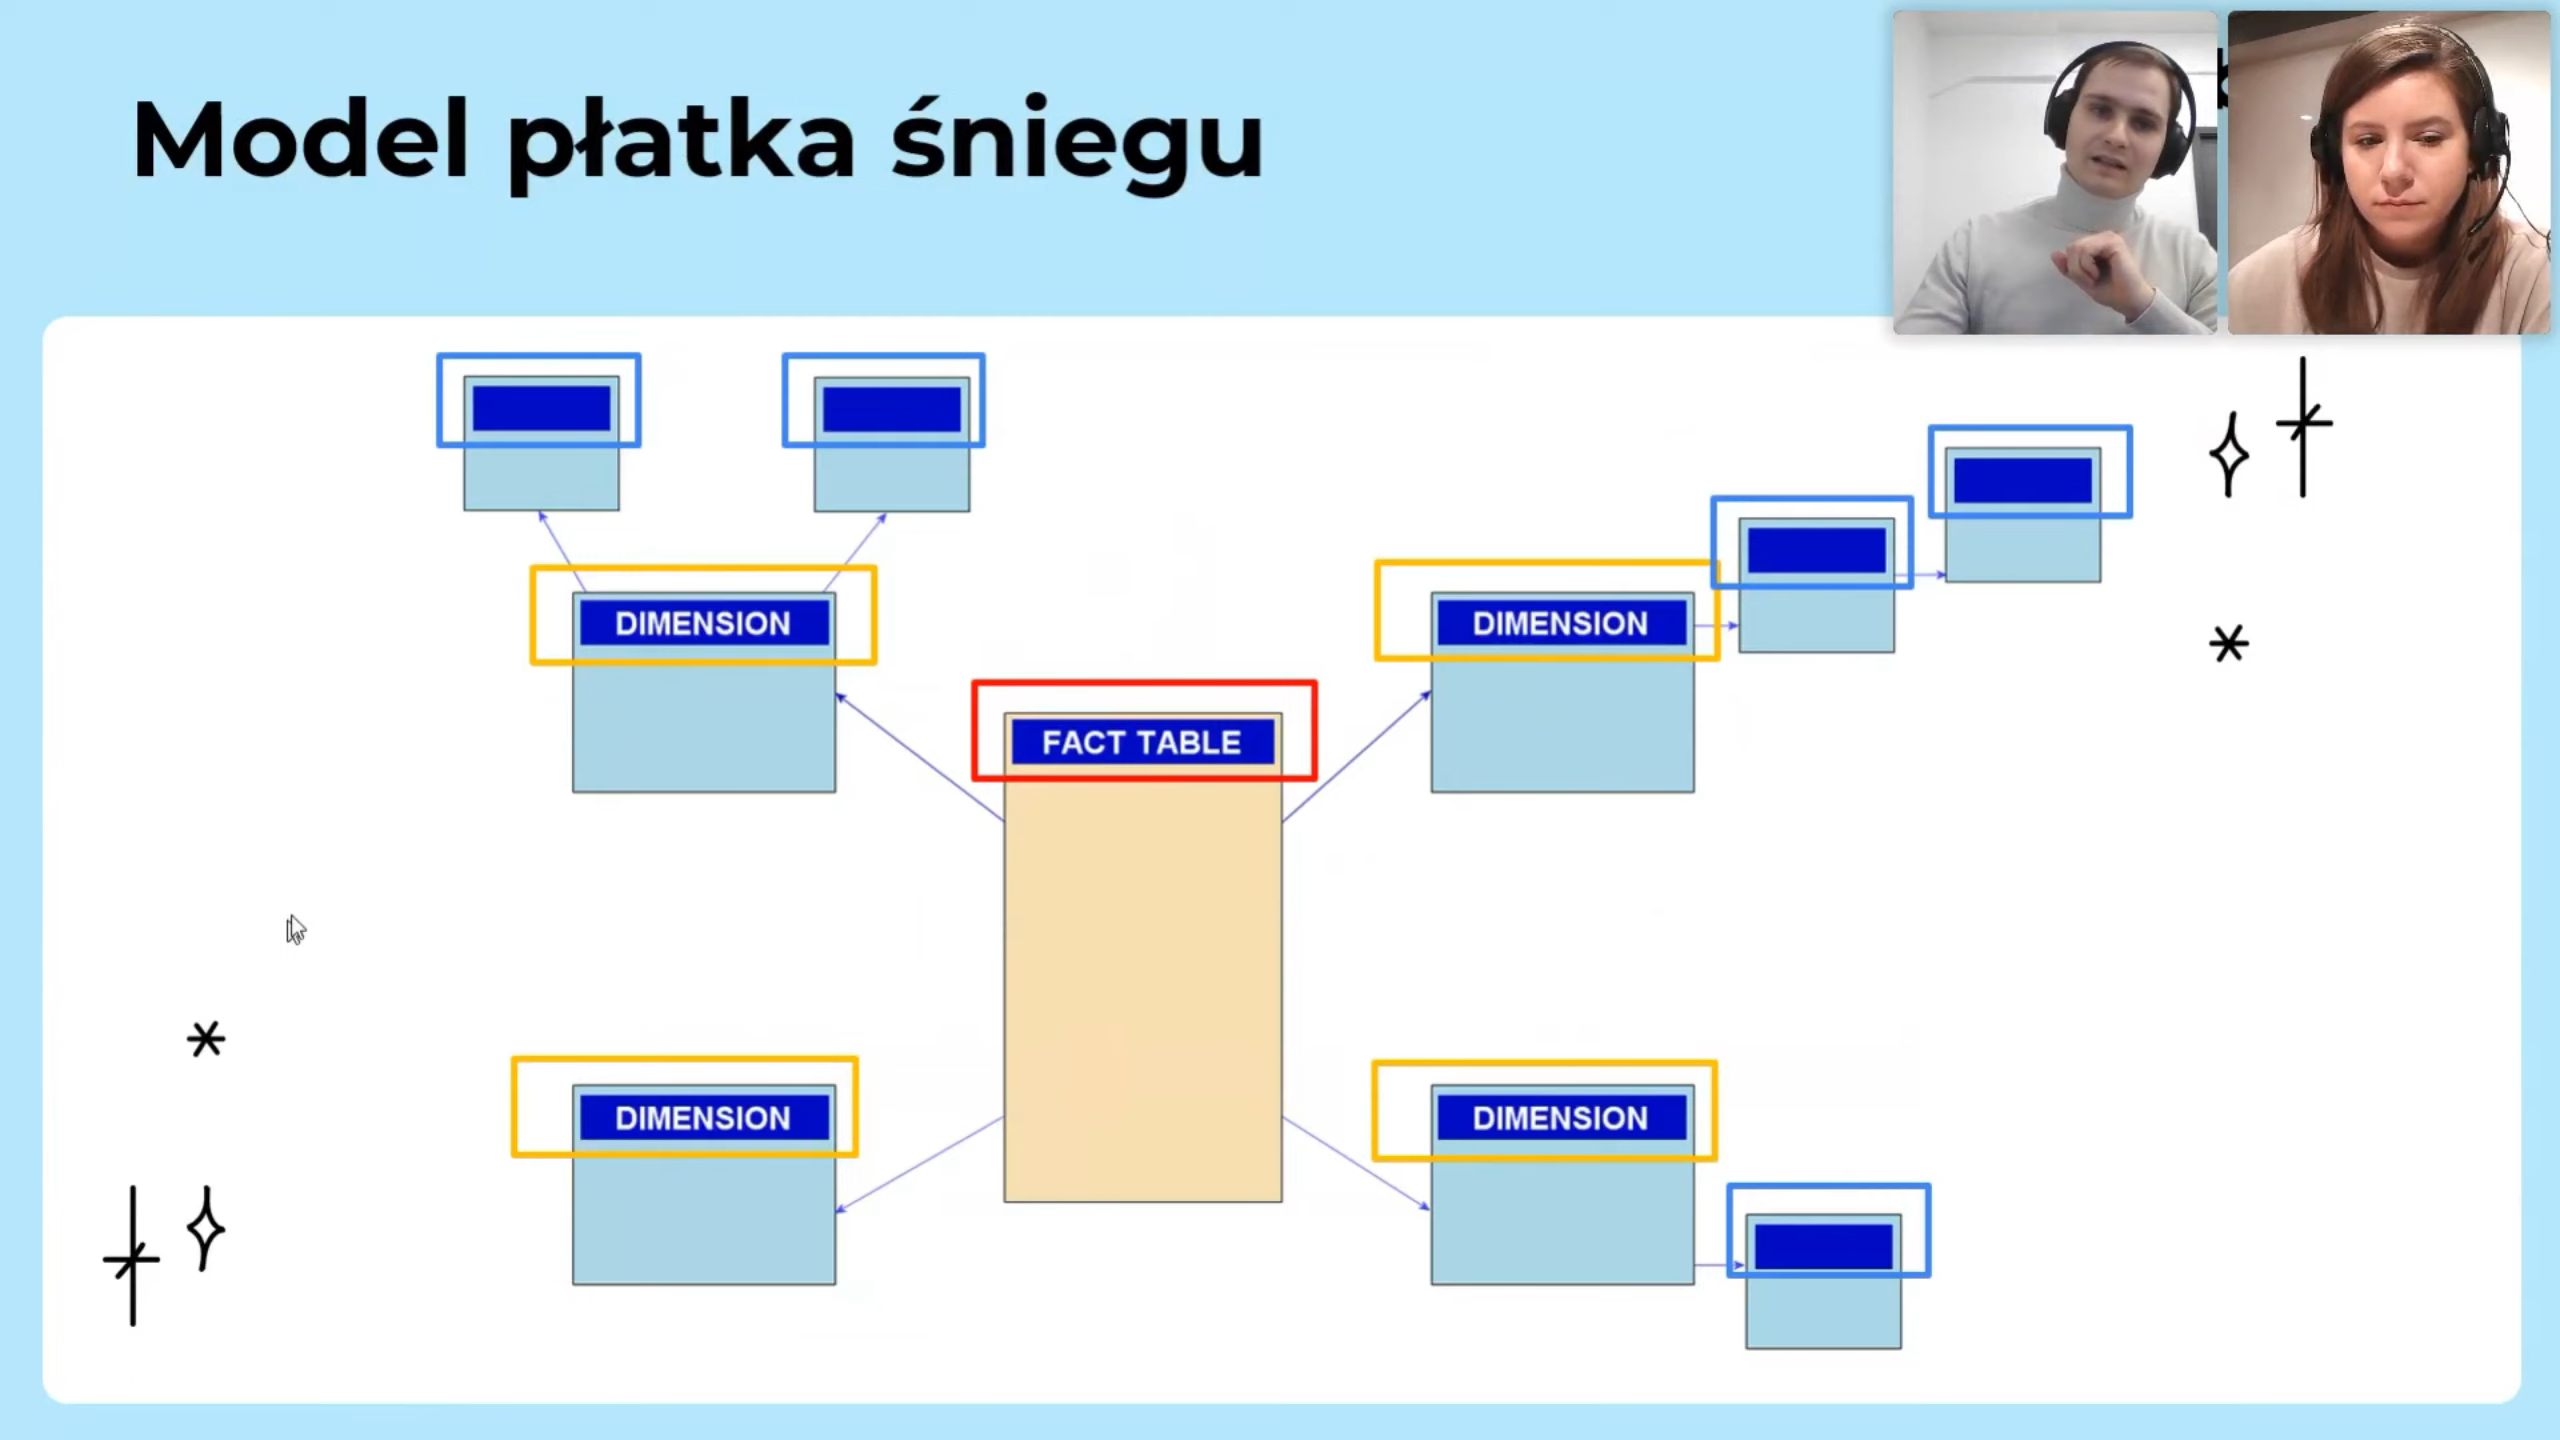 Model płatka śniegu
DIMENSION
DIMENSION
FACT TABLE
DIMENSION
DIMENSION